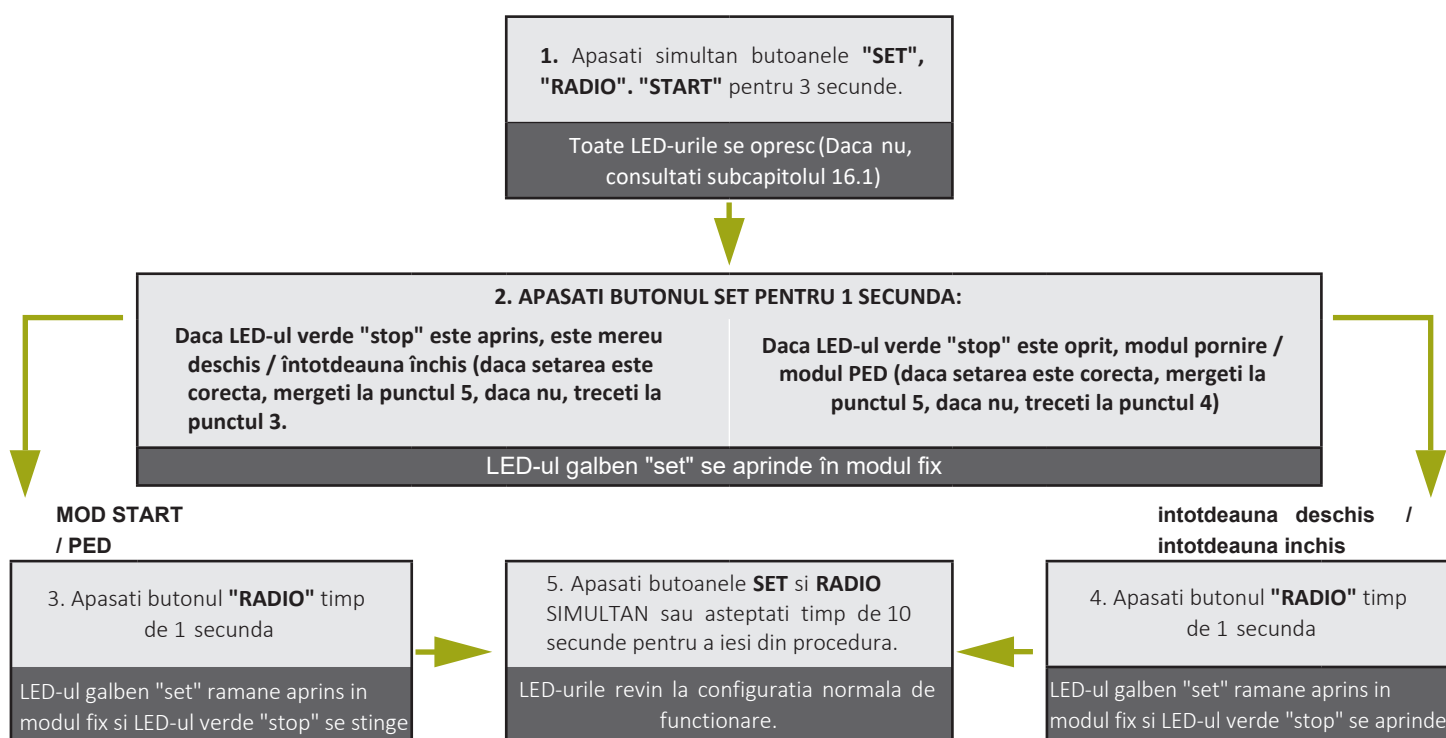 1. Apasati simultan butoanele "SET",
"RADIO". "START" pentru 3 secunde.
Toate LED-urile se opresc (Daca nu,
consultati subcapitolul 16.1)
2. APASATI BUTONUL SET PENTRU 1 SECUNDA:
Daca LED-ul verde "stop" este aprins, este mereu
deschis / întotdeauna închis (daca setarea este
corecta, mergeti la punctul 5, daca nu, treceti la
punctul 3.
Daca LED-ul verde "stop" este oprit, modul pornire /
modul PED (daca setarea este corecta, mergeti la
punctul 5, daca nu, treceti la punctul 4)
LED-ul galben "set" se aprinde în modul fix
MOD START
/ PED
intotdeauna deschis /
intotdeauna inchis
3. Apasati butonul "RADIO" timp
de 1 secunda
LED-ul galben "set" ramane aprins in
modul fix si LED-ul verde "stop" se stinge
5. Apasati butoanele SET si RADIO
SIMULTAN sau asteptati timp de 10
secunde pentru a iesi din procedura.
LED-urile revin la configuratia normala de
functionare.
4. Apasati butonul "RADIO" timp
de 1 secunda
LED-ul galben "set" ramane aprins in
modul fix si LED-ul verde "stop" se aprinde